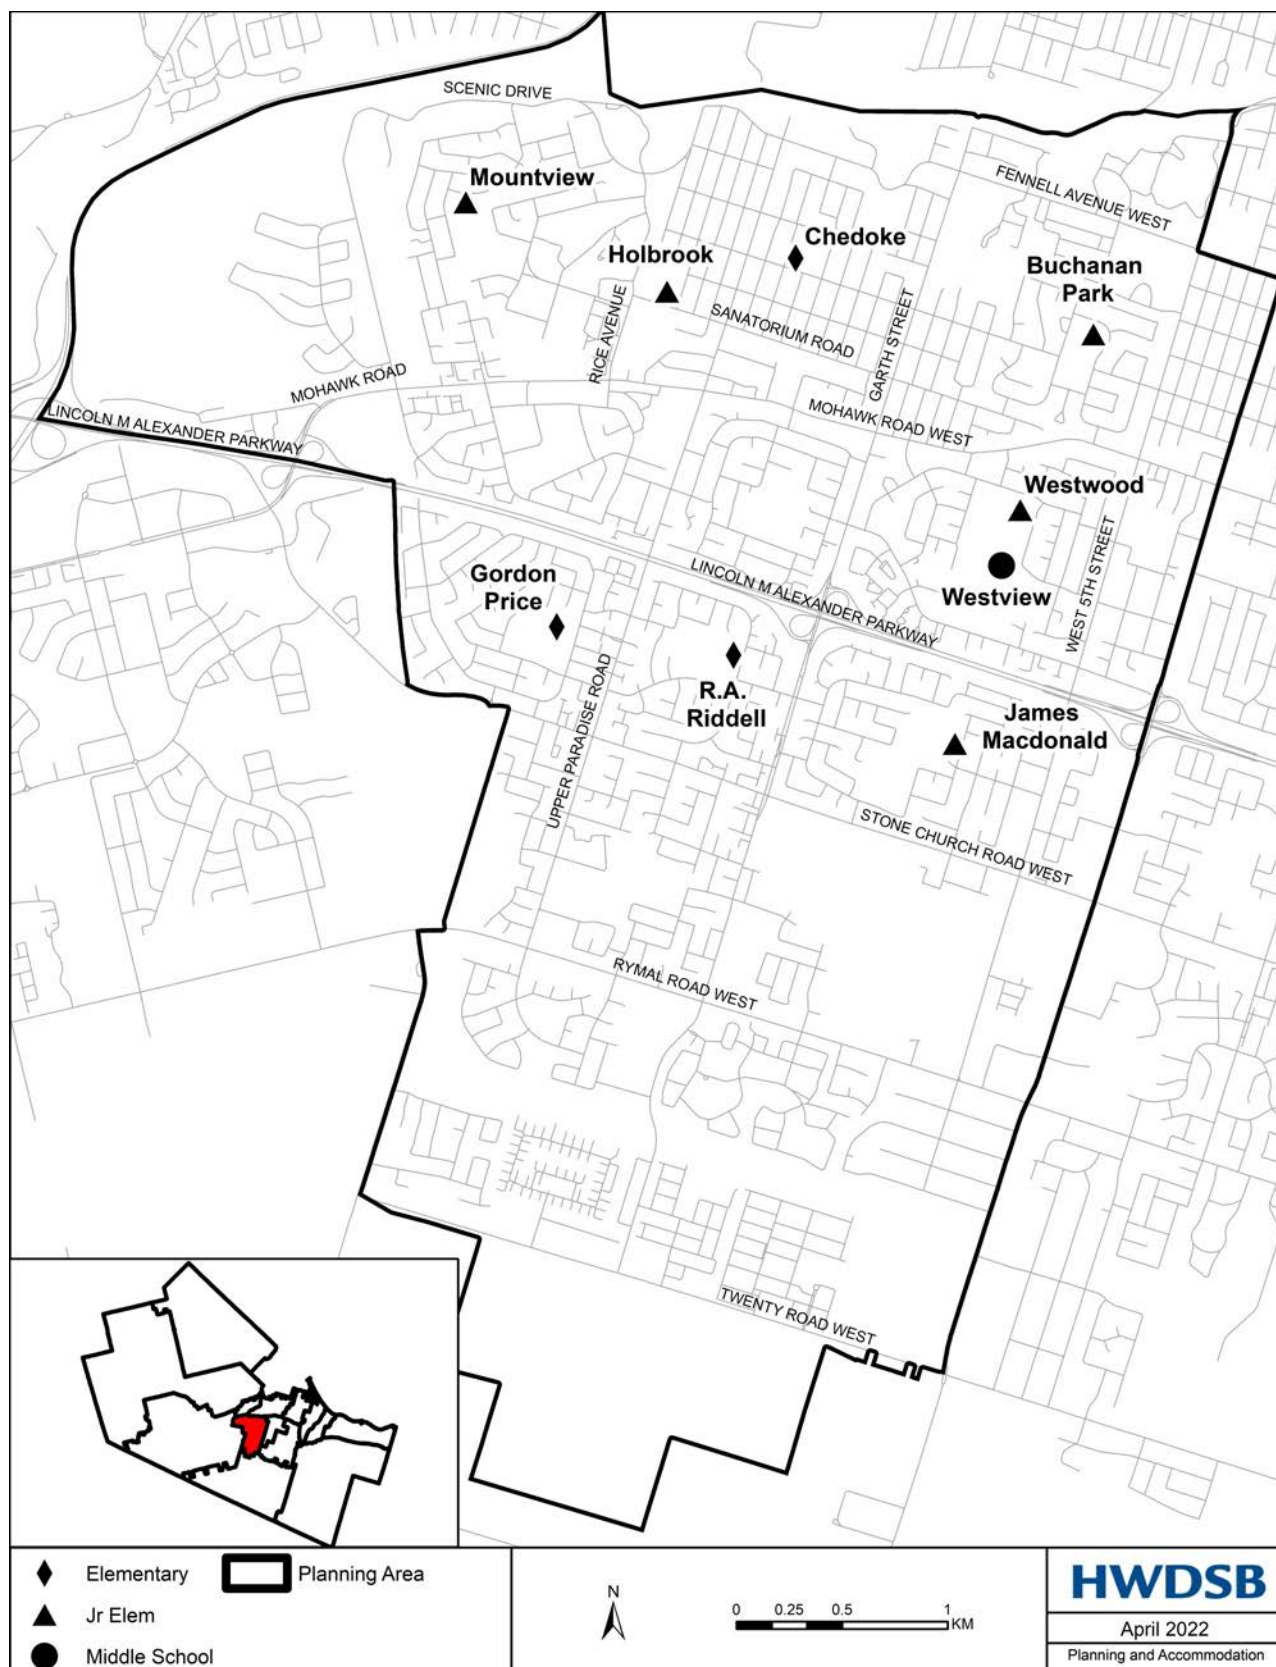 SCENIC DRIVE
Mountview
FENNELL AVENUE WEST
Chedoke
Holbrook
Buchanan
Park
RICE AVENUE
SANATORIUM ROAD
GARTH STREET
MOHAWK ROAD
MOHAWK ROAD WEST
LINCOLN M ALEXANDER PARKWAY
Westwood
Gordon
Price
LINCOLN M ALEXANDER PARKWAY
Westview
WEST 5TH STREET
UPPER PARADISE ROAD
R.A.
Riddell
James
Macdonald
STONE CHURCH ROAD WEST
RYMAL ROAD WEST
TWENTY ROAD WEST
Elementary
Planning Area
Jr Elem
Middle School
N
0 0.25 0.5 1
KM
HWDSB
April 2022
Planning and Accommodation